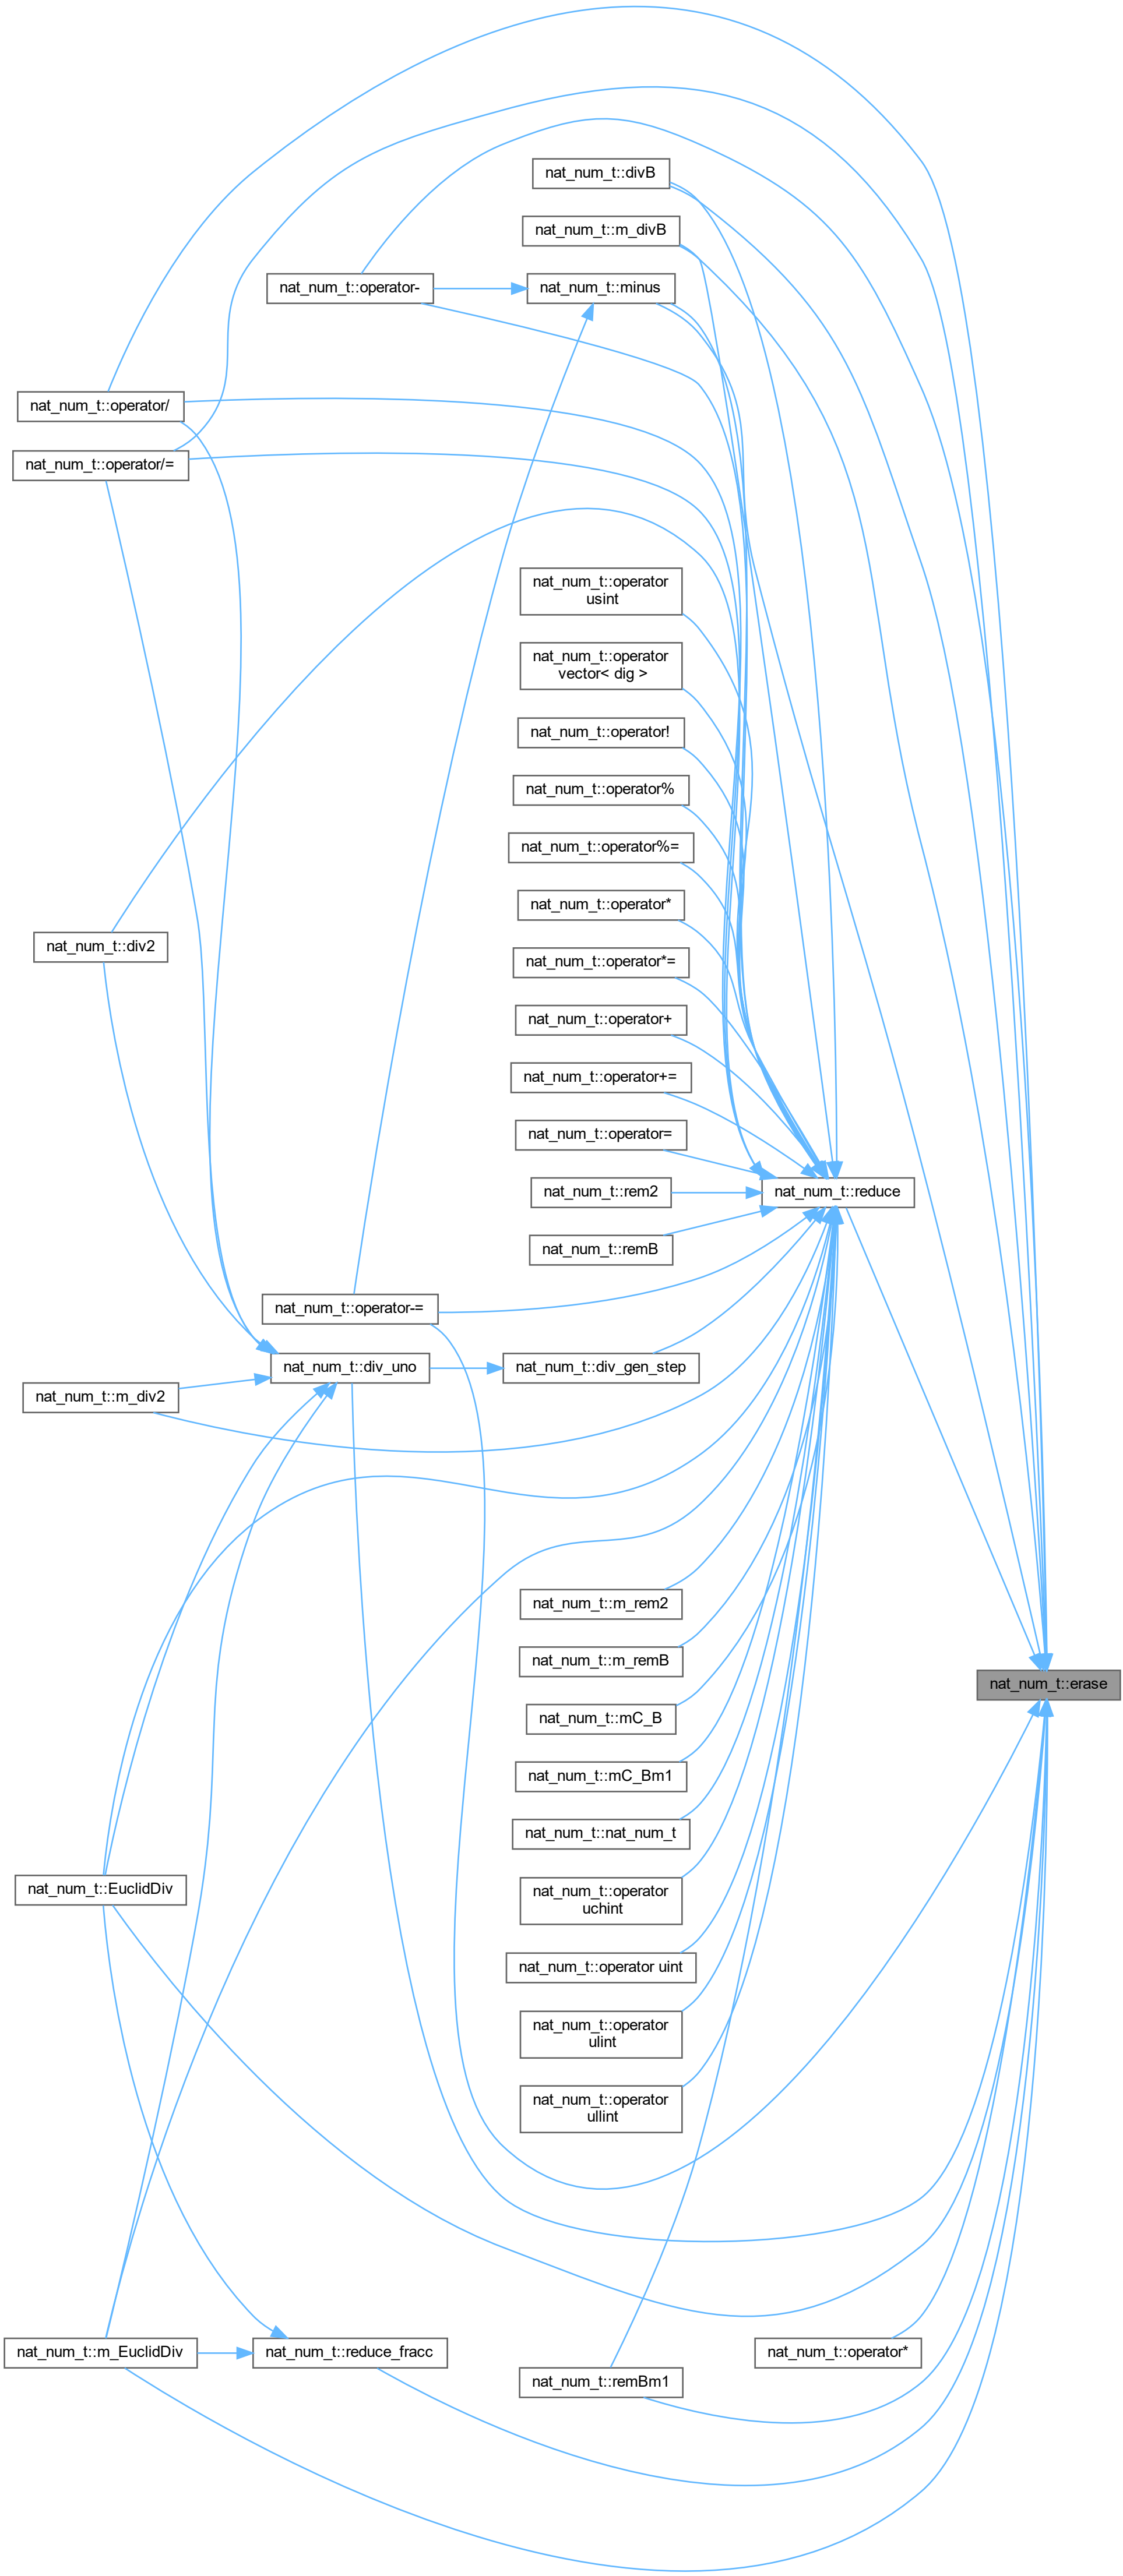 nat_num_t::divB
nat_num_t::m_divB
nat_num_t::operator-
nat_num_t::minus
nat_num_t::operator/
nat_num_t::operator/=
nat_num_t::operator
usint
nat_num_t::operator
vector< dig >
nat_num_t::operator!
nat_num_t::operator%
nat_num_t::operator%=
nat_num_t::operator*
nat_num_t::div2
nat_num_t::operator*=
nat_num_t::operator+
nat_num_t::operator+=
nat_num_t::operator=
nat_num_t::rem2
nat_num_t::reduce
nat_num_t::remB
nat_num_t::operator-=
nat_num_t::div_uno
nat_num_t::div_gen_step
nat_num_t::m_div2
nat_num_t::m_rem2
nat_num_t::m_remB
nat_num_t::erase
nat_num_t::mC_B
nat_num_t::mC_Bm1
nat_num_t::nat_num_t
nat_num_t::EuclidDiv
nat_num_t::operator
uchint
nat_num_t::operator uint
nat_num_t::operator
ulint
nat_num_t::operator
ullint
nat_num_t::m_EuclidDiv
nat_num_t::reduce_fracc
nat_num_t::operator*
nat_num_t::remBm1